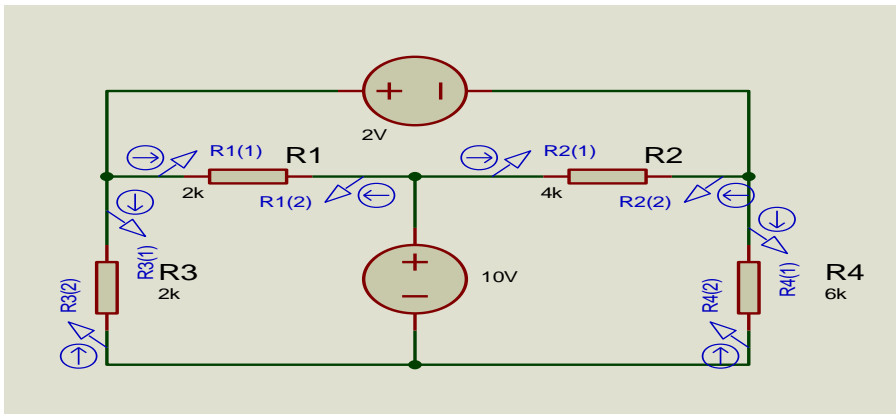 + −
2V
R1(1) R1 R2(1) R2
2k 4k
R1(2) R2(2)
R3(1) R3 + 10V R4(1) R4
R3(2) 2k − R4(2) 6k